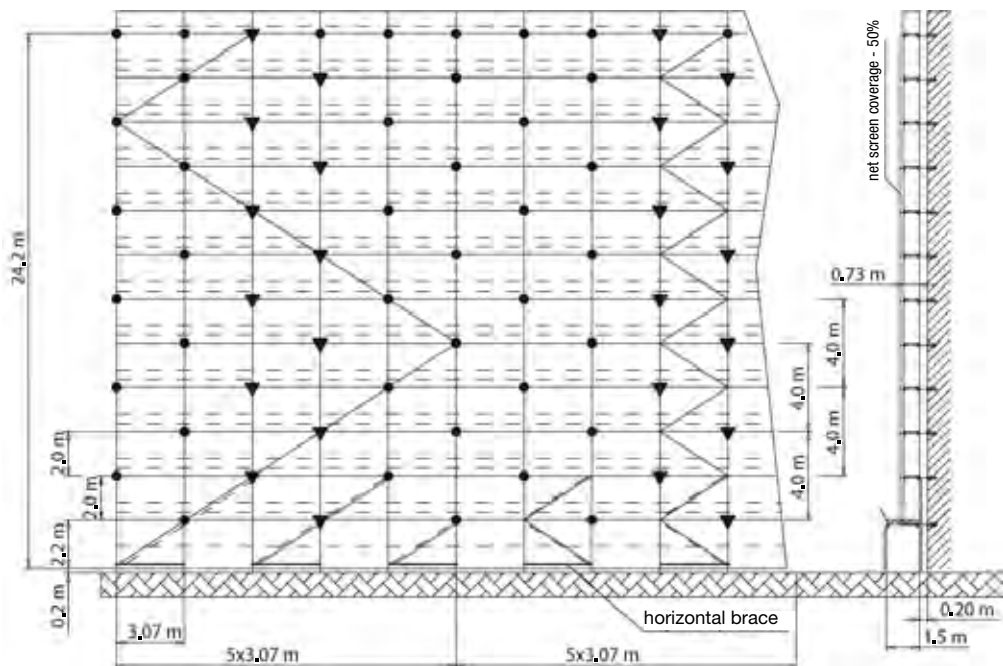 net screen coverage - 50%
24.2 m
0.73 m
4.0 m
4.0 m
4.0 m
4.0 m
2.0 m
2.0 m
2.2 m
0.2 m
horizontal brace
3.07 m
0.20 m
1.5 m
5x3.07 m
5x3.07 m